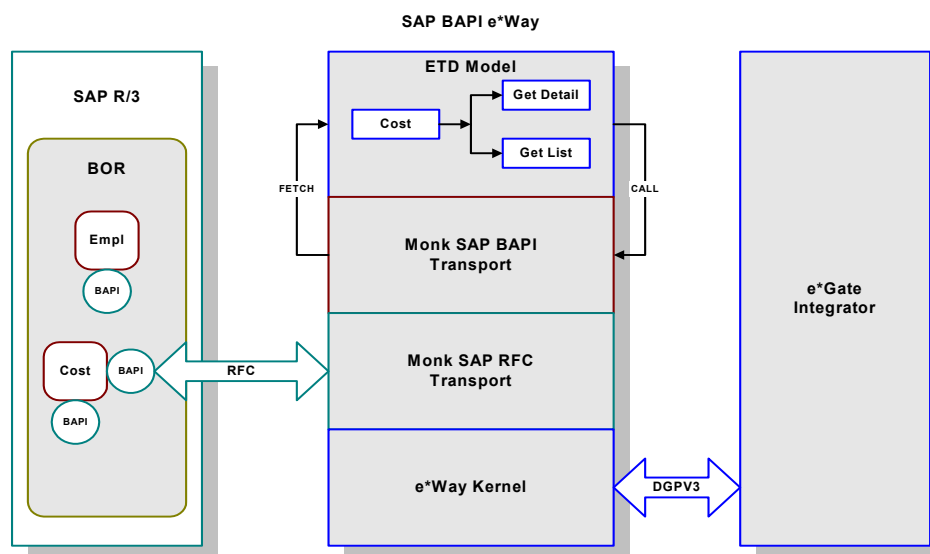 SAP BAPI e*Way
SAP R/3
BOR
Empl
BAPI
Cost
BAPI
BAPI
RFC
ETD Model
Cost
Get Detail
Get List
FETCH
CALL
Monk SAP BAPI
Transport
Monk SAP RFC
Transport
e*Way Kernel
DGPV3
e*Gate
Integrator